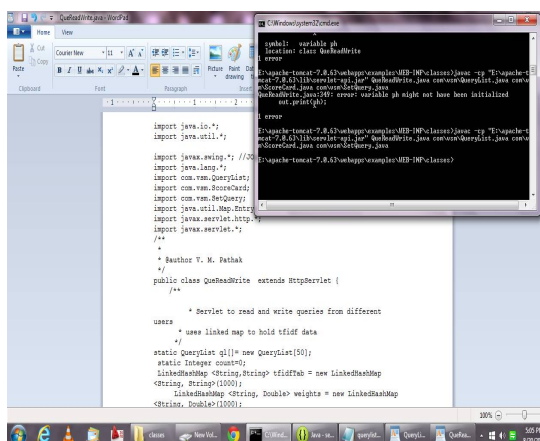 QueReadWrite.java - WordPad
Home View
Cut
Copy
Paste
Courier New 11
Picture Paint drawing
Clipboard Font Paragraph
import java.io.*;
import java.util.*;
import javax.swing.*; //JO
import java.lang.*;
import com.vsm.QueryList;
import com.vsm.ScoreCard;
import com.vsm.SetQuery;
import java.util.Map.Entry
import javax.servlet.http.*;
import javax.servlet.*;
/**
*
* @author V. M. Pathak
*/
public class QueReadWrite extends HttpServlet {
/**
* Servlet to read and write queries from different
users
* uses linked map to hold tfidf data
*/
static QueryList ql[]= new QueryList[50];
static Integer count=0;
LinkedHashMap <String,String> tfidfTab = new LinkedHashMap
<String, String>(1000);
LinkedHashMap <String, Double> weights = new LinkedHashMap
<String, Double>(1000);
C:\Windows\system32\cmd.exe
^
symbol: variable ph
location: class QueReadWrite
1 error
E:\apache-tomcat-7.0.63\webapps\examples\WEB-INF\classes>javac -cp "E:\apache-t
omcat-7.0.63\lib\servlet-api.jar" QueReadWrite.java com\vsm\QueryList.java com\vs
m\ScoreCard.java com\vsm\SetQuery.java
QueReadWrite.java:349: error: variable ph might not have been initialized
out.print(ph);
^
1 error
E:\apache-tomcat-7.0.63\webapps\examples\WEB-INF\classes>javac -cp "E:\apache-t
omcat-7.0.63\lib\servlet-api.jar" QueReadWrite.java com\vsm\QueryList.java com\vs
m\ScoreCard.java com\vsm\SetQuery.java
E:\apache-tomcat-7.0.63\webapps\examples\WEB-INF\classes>
100%
classes New Vol... C:\Wind... Java - se... querylist... QueryLi... QueRea...
5:05 PM